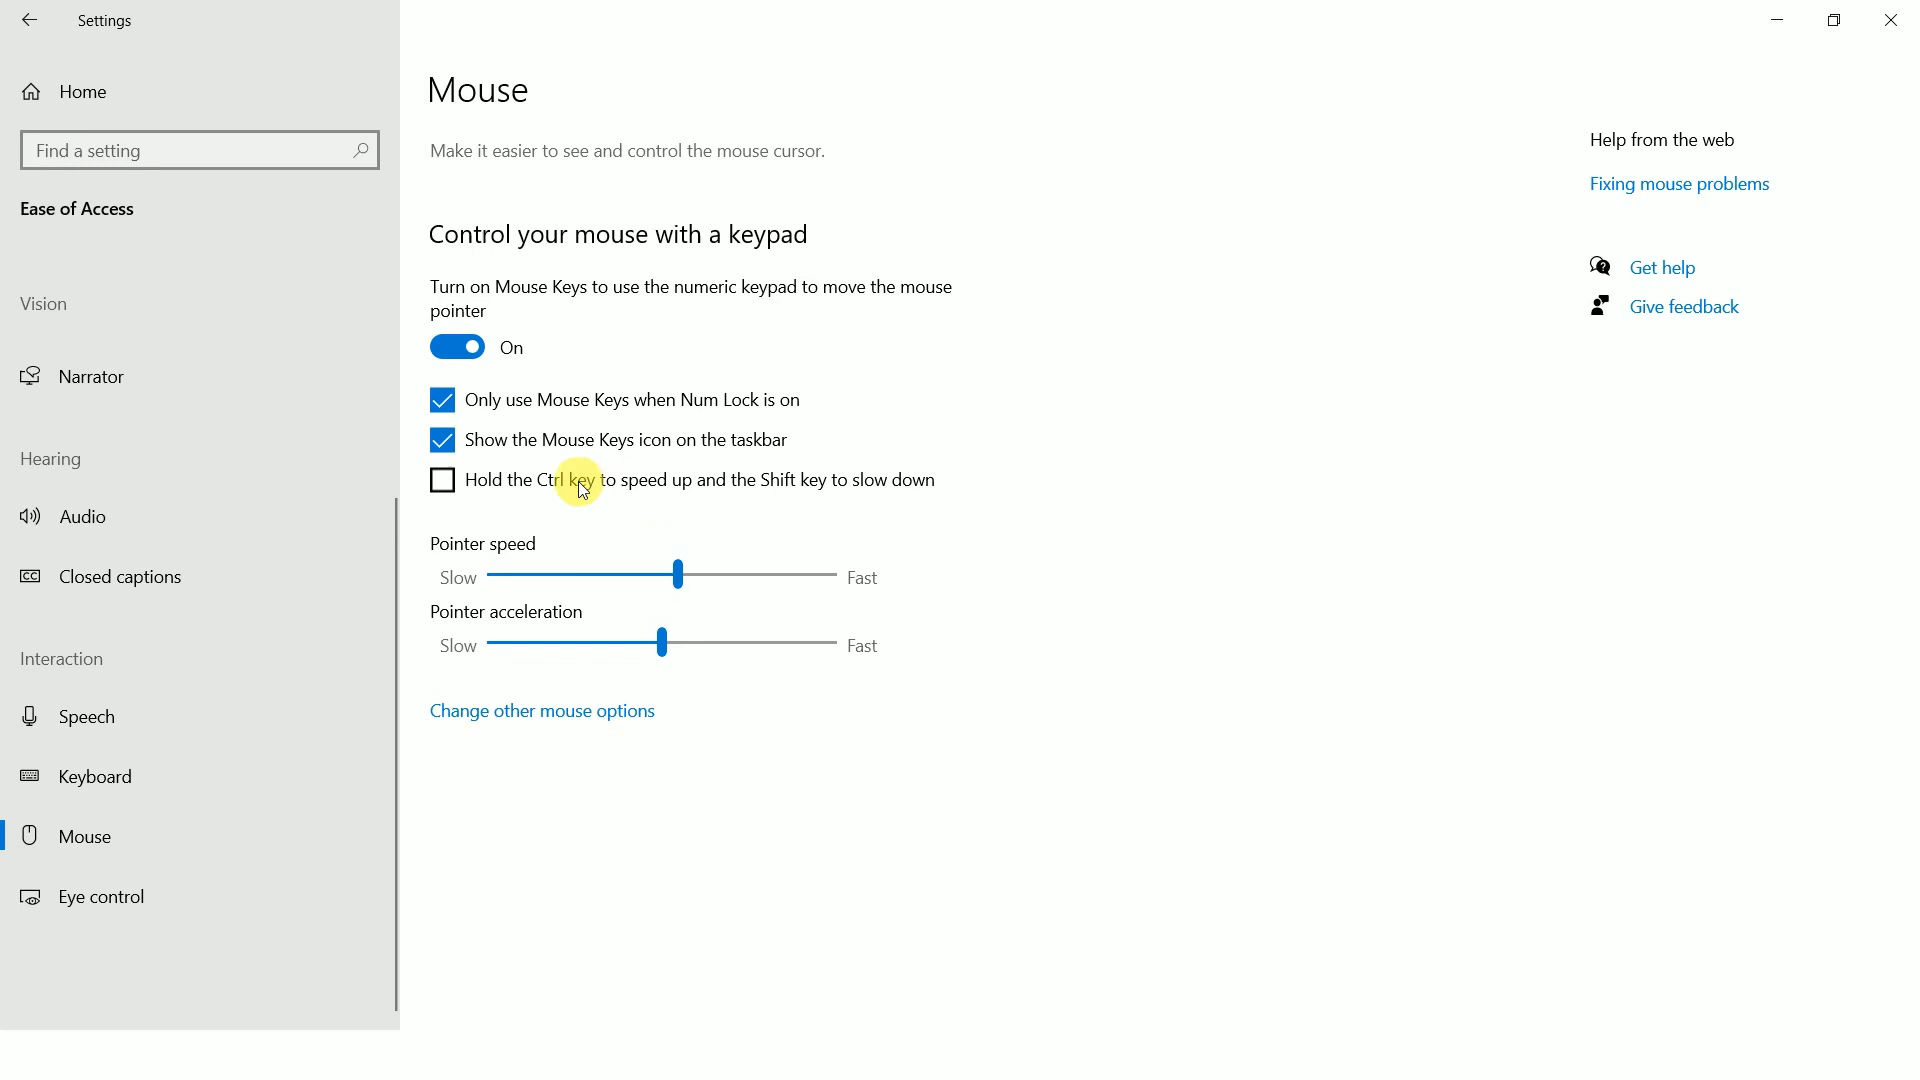 Settings
Home
Find a setting
Ease of Access
Vision
Narrator
Hearing
Audio
Closed captions
Interaction
Speech
Keyboard
Mouse
Eye control
Mouse
Make it easier to see and control the mouse cursor.
Control your mouse with a keypad
Turn on Mouse Keys to use the numeric keypad to move the mouse
pointer
On
Only use Mouse Keys when Num Lock is on
Show the Mouse Keys icon on the taskbar
Hold the Ctrl key to speed up and the Shift key to slow down
Pointer speed
Slow Fast
Pointer acceleration
Slow Fast
Change other mouse options
Help from the web
Fixing mouse problems
Get help
Give feedback